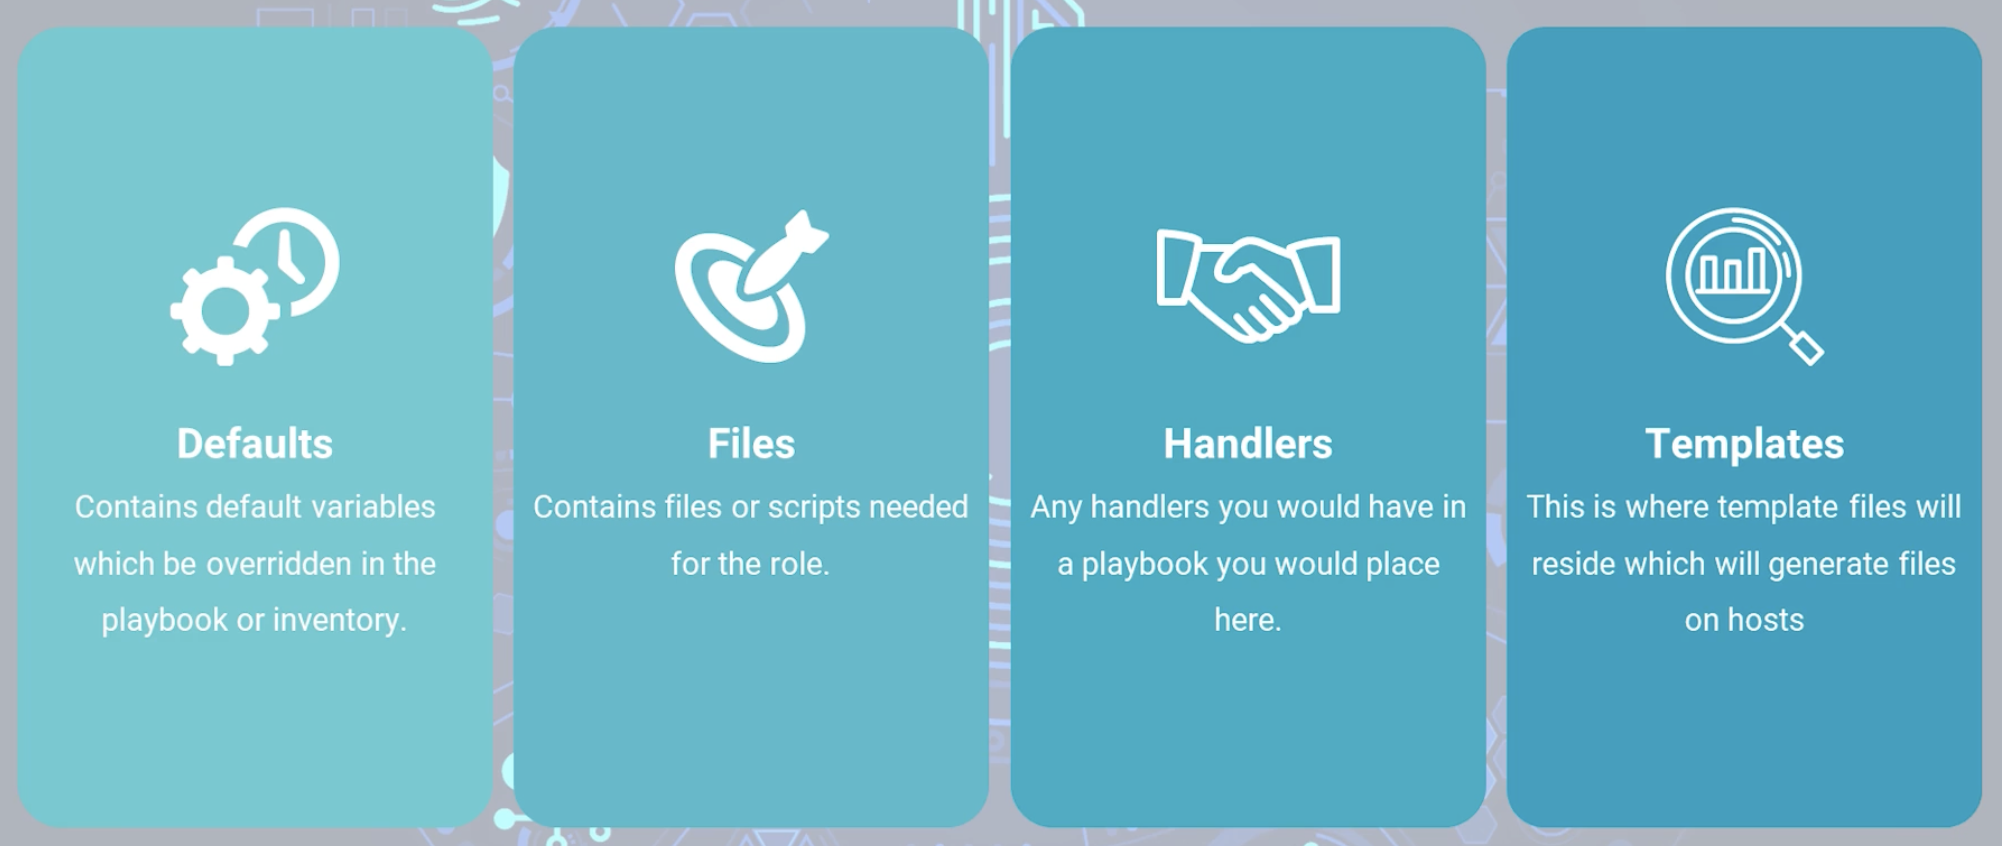 Defaults
Contains default variables
which be overridden in the
playbook or inventory.
Files
Contains files or scripts needed
for the role.
Handlers
Any handlers you would have in
a playbook you would place
here.
Templates
This is where template files will
reside which will generate files
on hosts